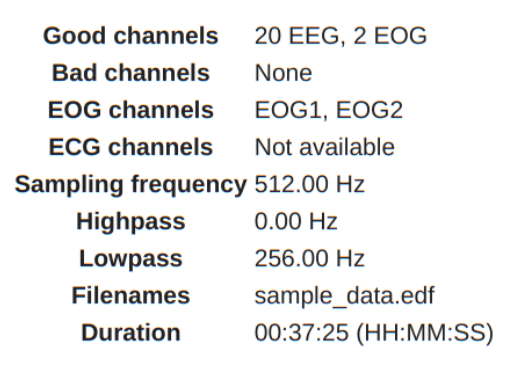 Good channels 20 EEG, 2 EOG
Bad channels None
EOG channels EOG1, EOG2
ECG channels Not available
Sampling frequency 512.00 Hz
Highpass 0.00 Hz
Lowpass 256.00 Hz
Filenames sample_data.edf
Duration 00:37:25 (HH:MM:SS)